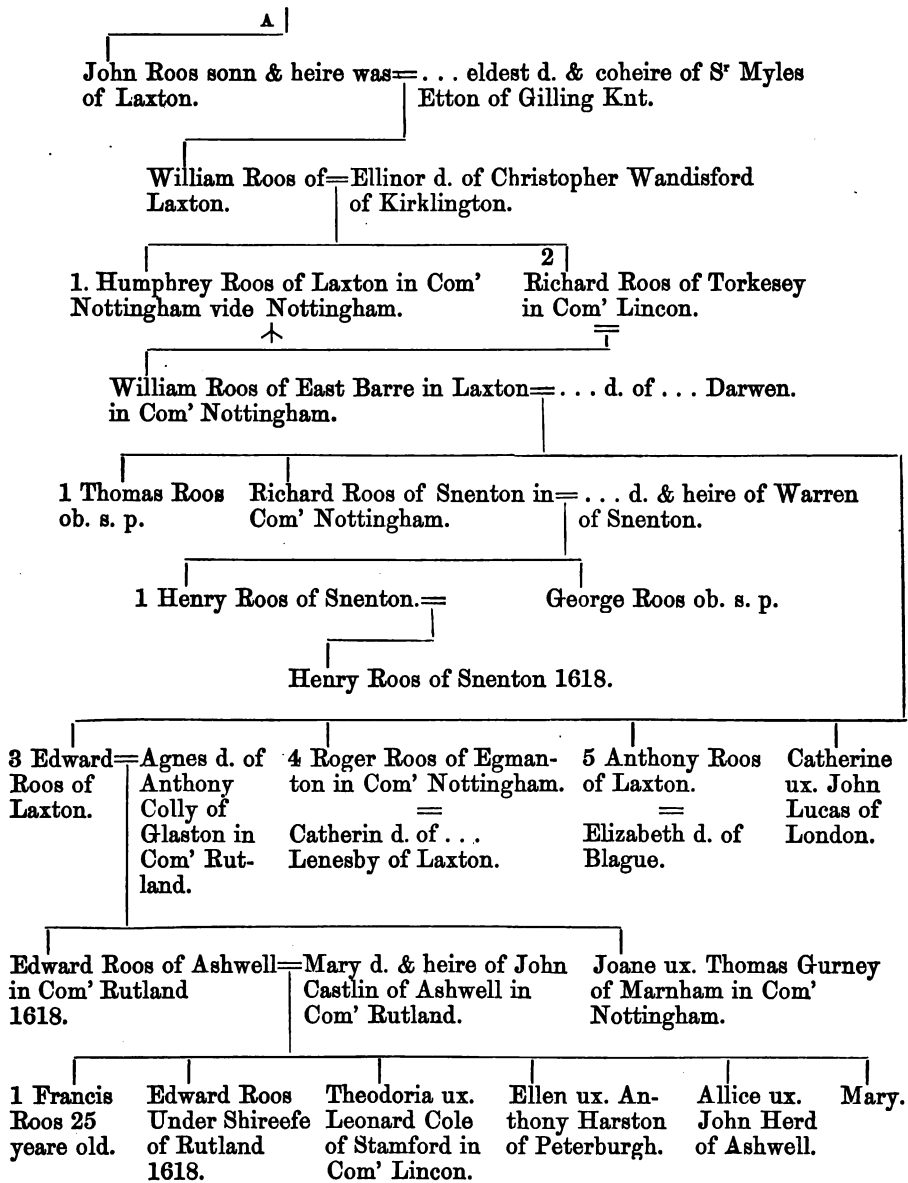 A
John Roos sonn & heire was=. . . eldest d. & coheire of Sʳ Myles
of Laxton. Etton of Gilling Knt.
William Roos of=Ellinor d. of Christopher Wandisford
Laxton. of Kirklington.
2
1. Humphrey Roos of Laxton in Com' Richard Roos of Torkesey
Nottingham vide Nottingham. in Com' Lincon.
=
William Roos of East Barre in Laxton=. . . d. of . . . Darwen.
in Com' Nottingham.
1 Thomas Roos Richard Roos of Snenton in=. . . d. & heire of Warren
ob. s. p. Com' Nottingham. of Snenton.
1 Henry Roos of Snenton.= George Roos ob. s. p.
Henry Roos of Snenton 1618.
3 Edward=Agnes d. of
Roos of Anthony
Laxton. Colly of
Glaston in
Com' Rut-
land.
4 Roger Roos of Egman-
ton in Com' Nottingham.
=
Catherin d. of . . .
Lenesby of Laxton.
5 Anthony Roos
of Laxton.
=
Elizabeth d. of
Blague.
Catherine
ux. John
Lucas of
London.
Edward Roos of Ashwell=Mary d. & heire of John
in Com' Rutland Castlin of Ashwell in
1618. Com' Rutland.
Joane ux. Thomas Gurney
of Marnham in Com'
Nottingham.
1 Francis
Roos 25
yeare old.
Edward Roos
Under Shireefe
of Rutland
1618.
Theodoria ux.
Leonard Cole
of Stamford in
Com' Lincon.
Ellen ux. An-
thony Harston
of Peterburgh.
Allice ux.
John Herd
of Ashwell.
Mary.